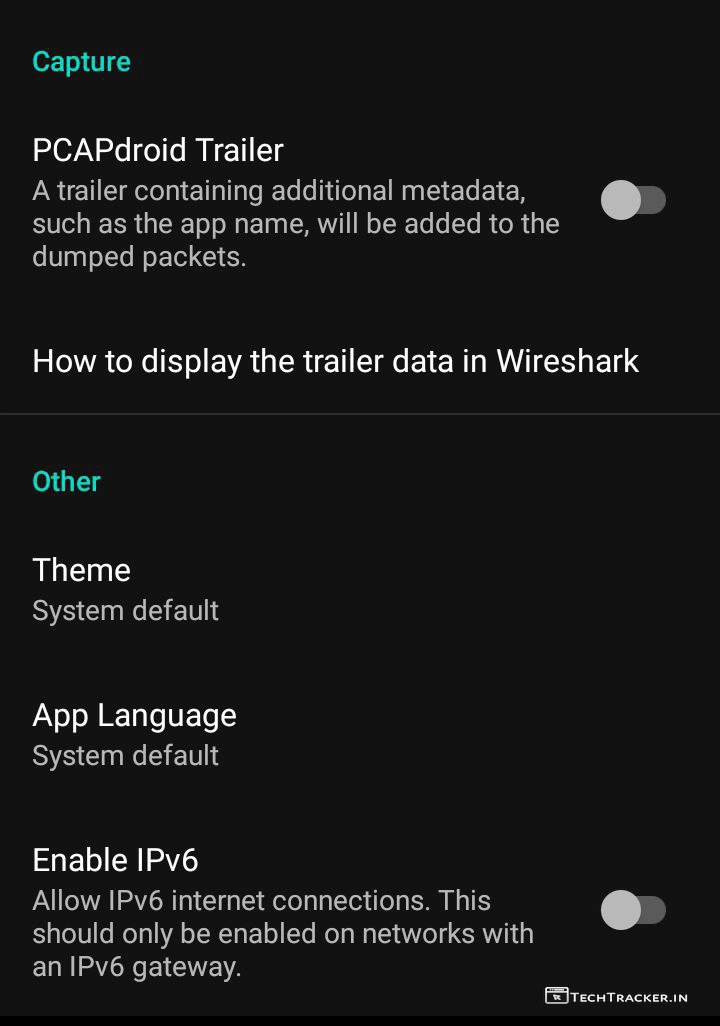 Capture
PCAPdroid Trailer
A trailer containing additional metadata,
such as the app name, will be added to the
dumped packets.
How to display the trailer data in Wireshark
Other
Theme
System default
App Language
System default
Enable IPv6
Allow IPv6 internet connections. This
should only be enabled on networks with
an IPv6 gateway.
TECHTRACKER.IN